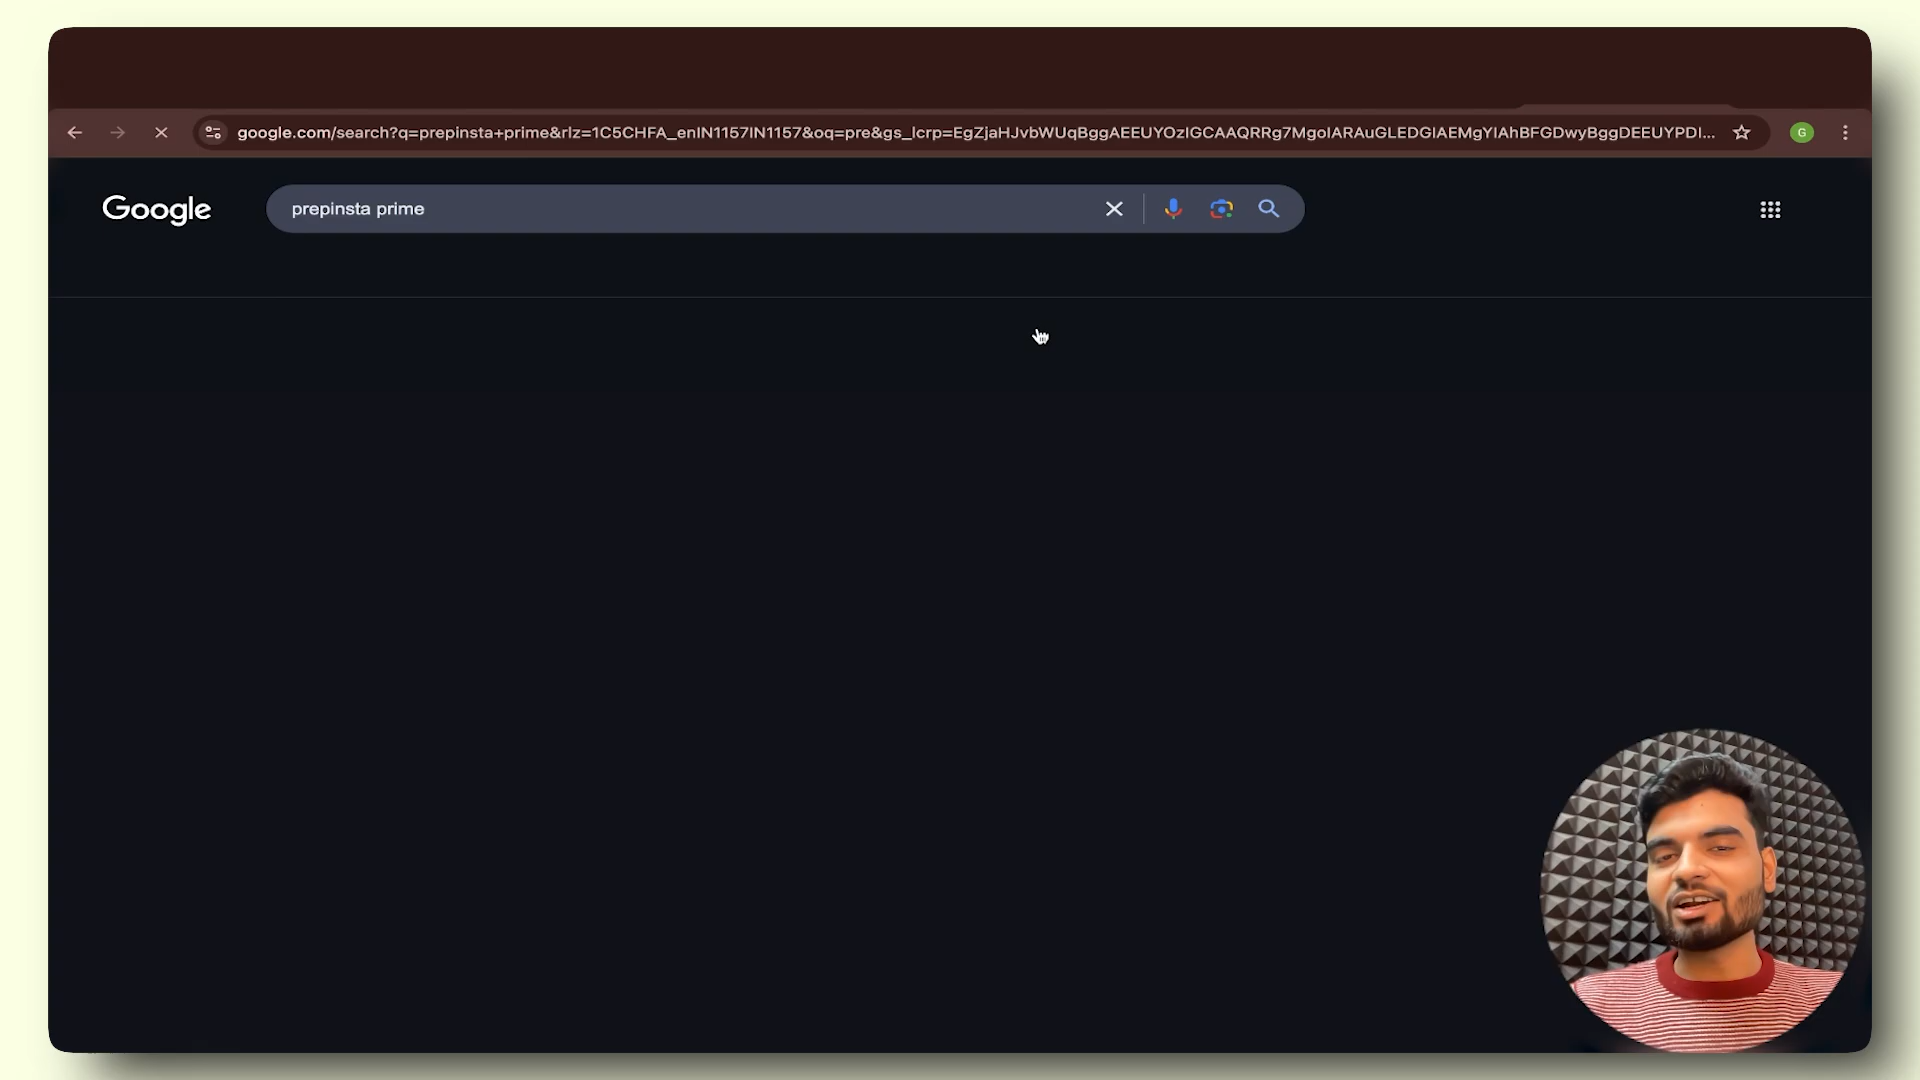 google.com/search?q=prepinsta+prime&rlz=1C5CHFA_enIN1157IN1157&oq=pre&gs_lcrp=EgZjaHJvbWUqBggAEEUYOzIGCAAQRRg7MgoIARAuGLEDGIAEMgYIAhBFGDwyBggDEEUYPDI...
G
Google
prepinsta prime